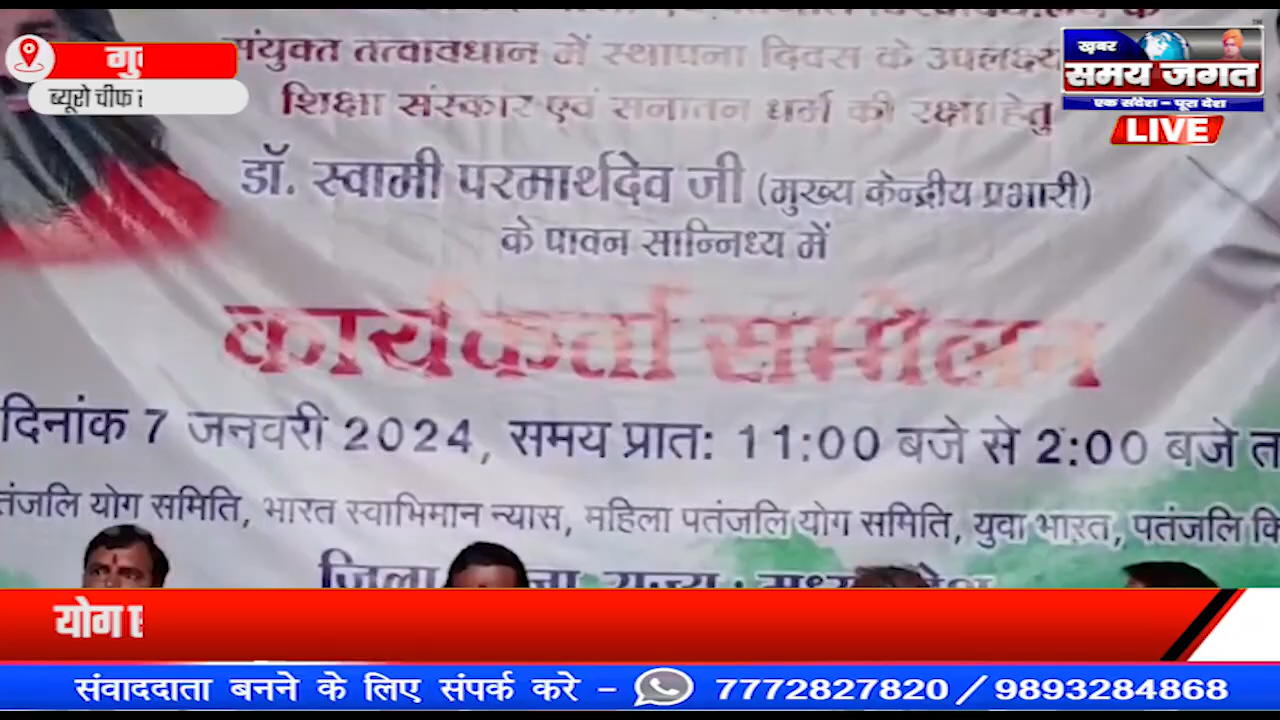 संयुक्त तत्वावधान में स्थापना दिवस के उपलक्ष्य
शिक्षा संस्कार एवं सनातन धर्म की रक्षा हेतु
डॉ. स्वामी परमार्थदेव जी (मुख्य केन्द्रीय प्रभारी)
के पावन सान्निध्य में
कार्यकर्ता सम्मेलन
दिनांक 7 जनवरी 2024, समय प्रात: 11:00 बजे से 2:00 बजे
योग समिति, भारत स्वाभिमान न्यास, महिला पतंजलि योग समिति, युवा भारत, पतंजलि
जिला
ब्यूरो चीफ
ख़बर
समय जगत
एक संदेश - पूरा देश
LIVE
योग
संवाददाता बनने के लिए संपर्क करे - 7772827820 / 9893284868